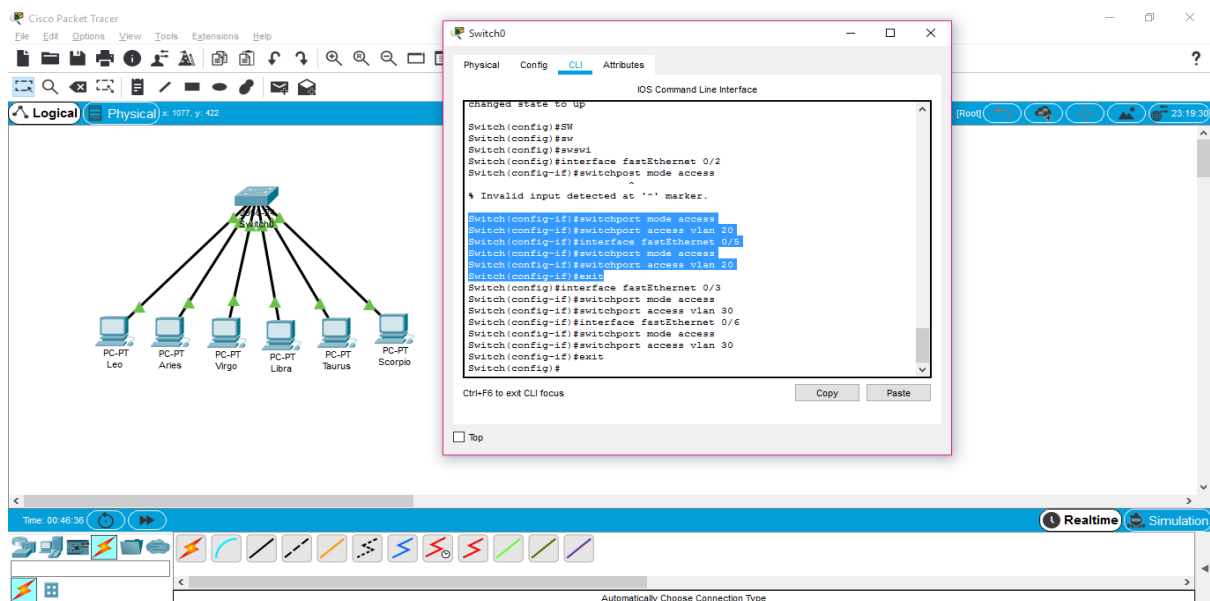 Cisco Packet Tracer
File Edit Options View Tools Extensions Help
Logical
Physical
x: 1077, y: 422
[Root]
23:19:30
Switch0
Physical Config CLI Attributes
IOS Command Line Interface
changed state to up
Switch(config)#SW
Switch(config)#sw
Switch(config)#swswi
Switch(config)#interface fastEthernet 0/2
Switch(config-if)#switchpost mode access
^
% Invalid input detected at '^' marker.
Switch(config-if)#switchport mode access
Switch(config-if)#switchport access vlan 20
Switch(config-if)#interface fastEthernet 0/5
Switch(config-if)#switchport mode access
Switch(config-if)#switchport access vlan 20
Switch(config-if)#exit
Switch(config)#interface fastEthernet 0/3
Switch(config-if)#switchport mode access
Switch(config-if)#switchport access vlan 30
Switch(config-if)#interface fastEthernet 0/6
Switch(config-if)#switchport mode access
Switch(config-if)#switchport access vlan 30
Switch(config-if)#exit
Switch(config)#
Ctrl+F6 to exit CLI focus
Copy
Paste
Top
Switch0
PC-PT
Leo
PC-PT
Aries
PC-PT
Virgo
PC-PT
Libra
PC-PT
Taurus
PC-PT
Scorpio
Time: 00:46:36
Realtime
Simulation
Automatically Choose Connection Type